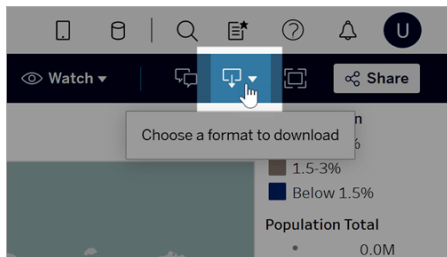 U
Watch
Share
Choose a format to download
n
%
1.5-3%
Below 1.5%
Population Total
0.0M